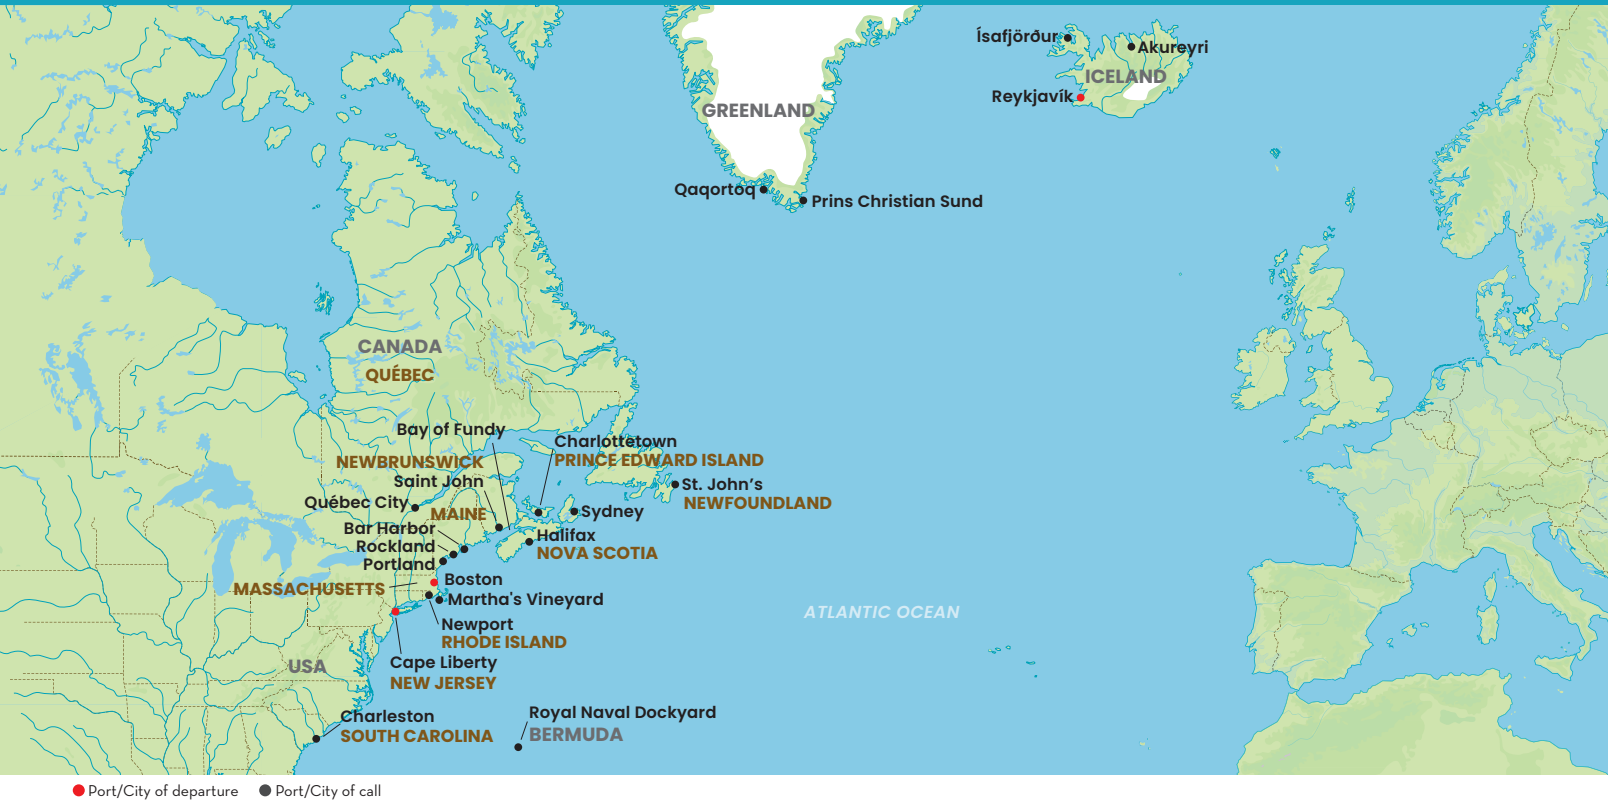 Ísafjörður
Akureyri
ICELAND
Reykjavík
GREENLAND
Qaqortoq
Prins Christian Sund
CANADA
QUÉBEC
Bay of Fundy
Charlottetown
PRINCE EDWARD ISLAND
NEWBRUNSWICK
Saint John
St. John’s
NEWFOUNDLAND
Québec City
MAINE
Sydney
Bar Harbor
Halifax
Rockland
NOVA SCOTIA
Portland
Boston
MASSACHUSETTS
Martha's Vineyard
ATLANTIC OCEAN
Newport
RHODE ISLAND
Cape Liberty
NEW JERSEY
USA
Charleston
SOUTH CAROLINA
Royal Naval Dockyard
BERMUDA
Port/City of departure
Port/City of call